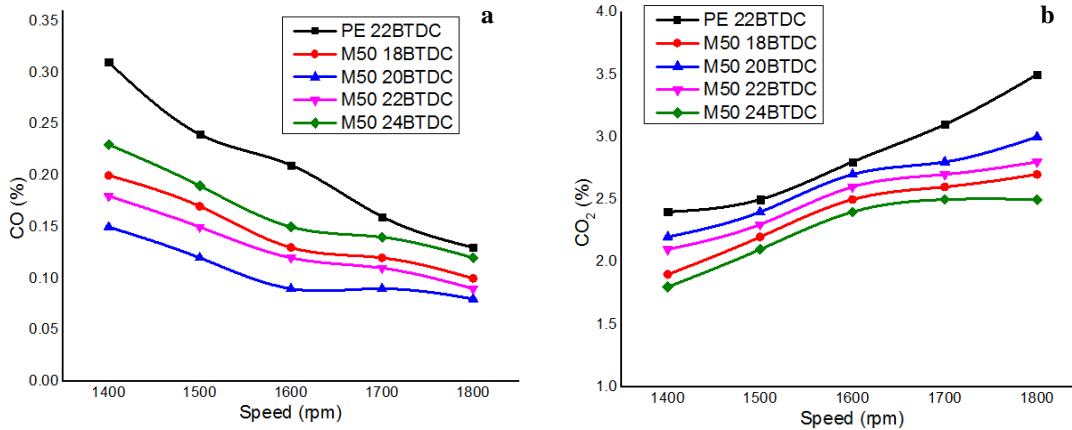 a
PE 22BTDC
M50 18BTDC
M50 20BTDC
M50 22BTDC
M50 24BTDC
CO (%)
0.35
0.30
0.25
0.20
0.15
0.10
0.05
0.00
1400 1500 1600 1700 1800
Speed (rpm)
b
PE 22BTDC
M50 18BTDC
M50 20BTDC
M50 22BTDC
M50 24BTDC
CO₂ (%)
4.0
3.5
3.0
2.5
2.0
1.5
1.0
1400 1500 1600 1700 1800
Speed (rpm)